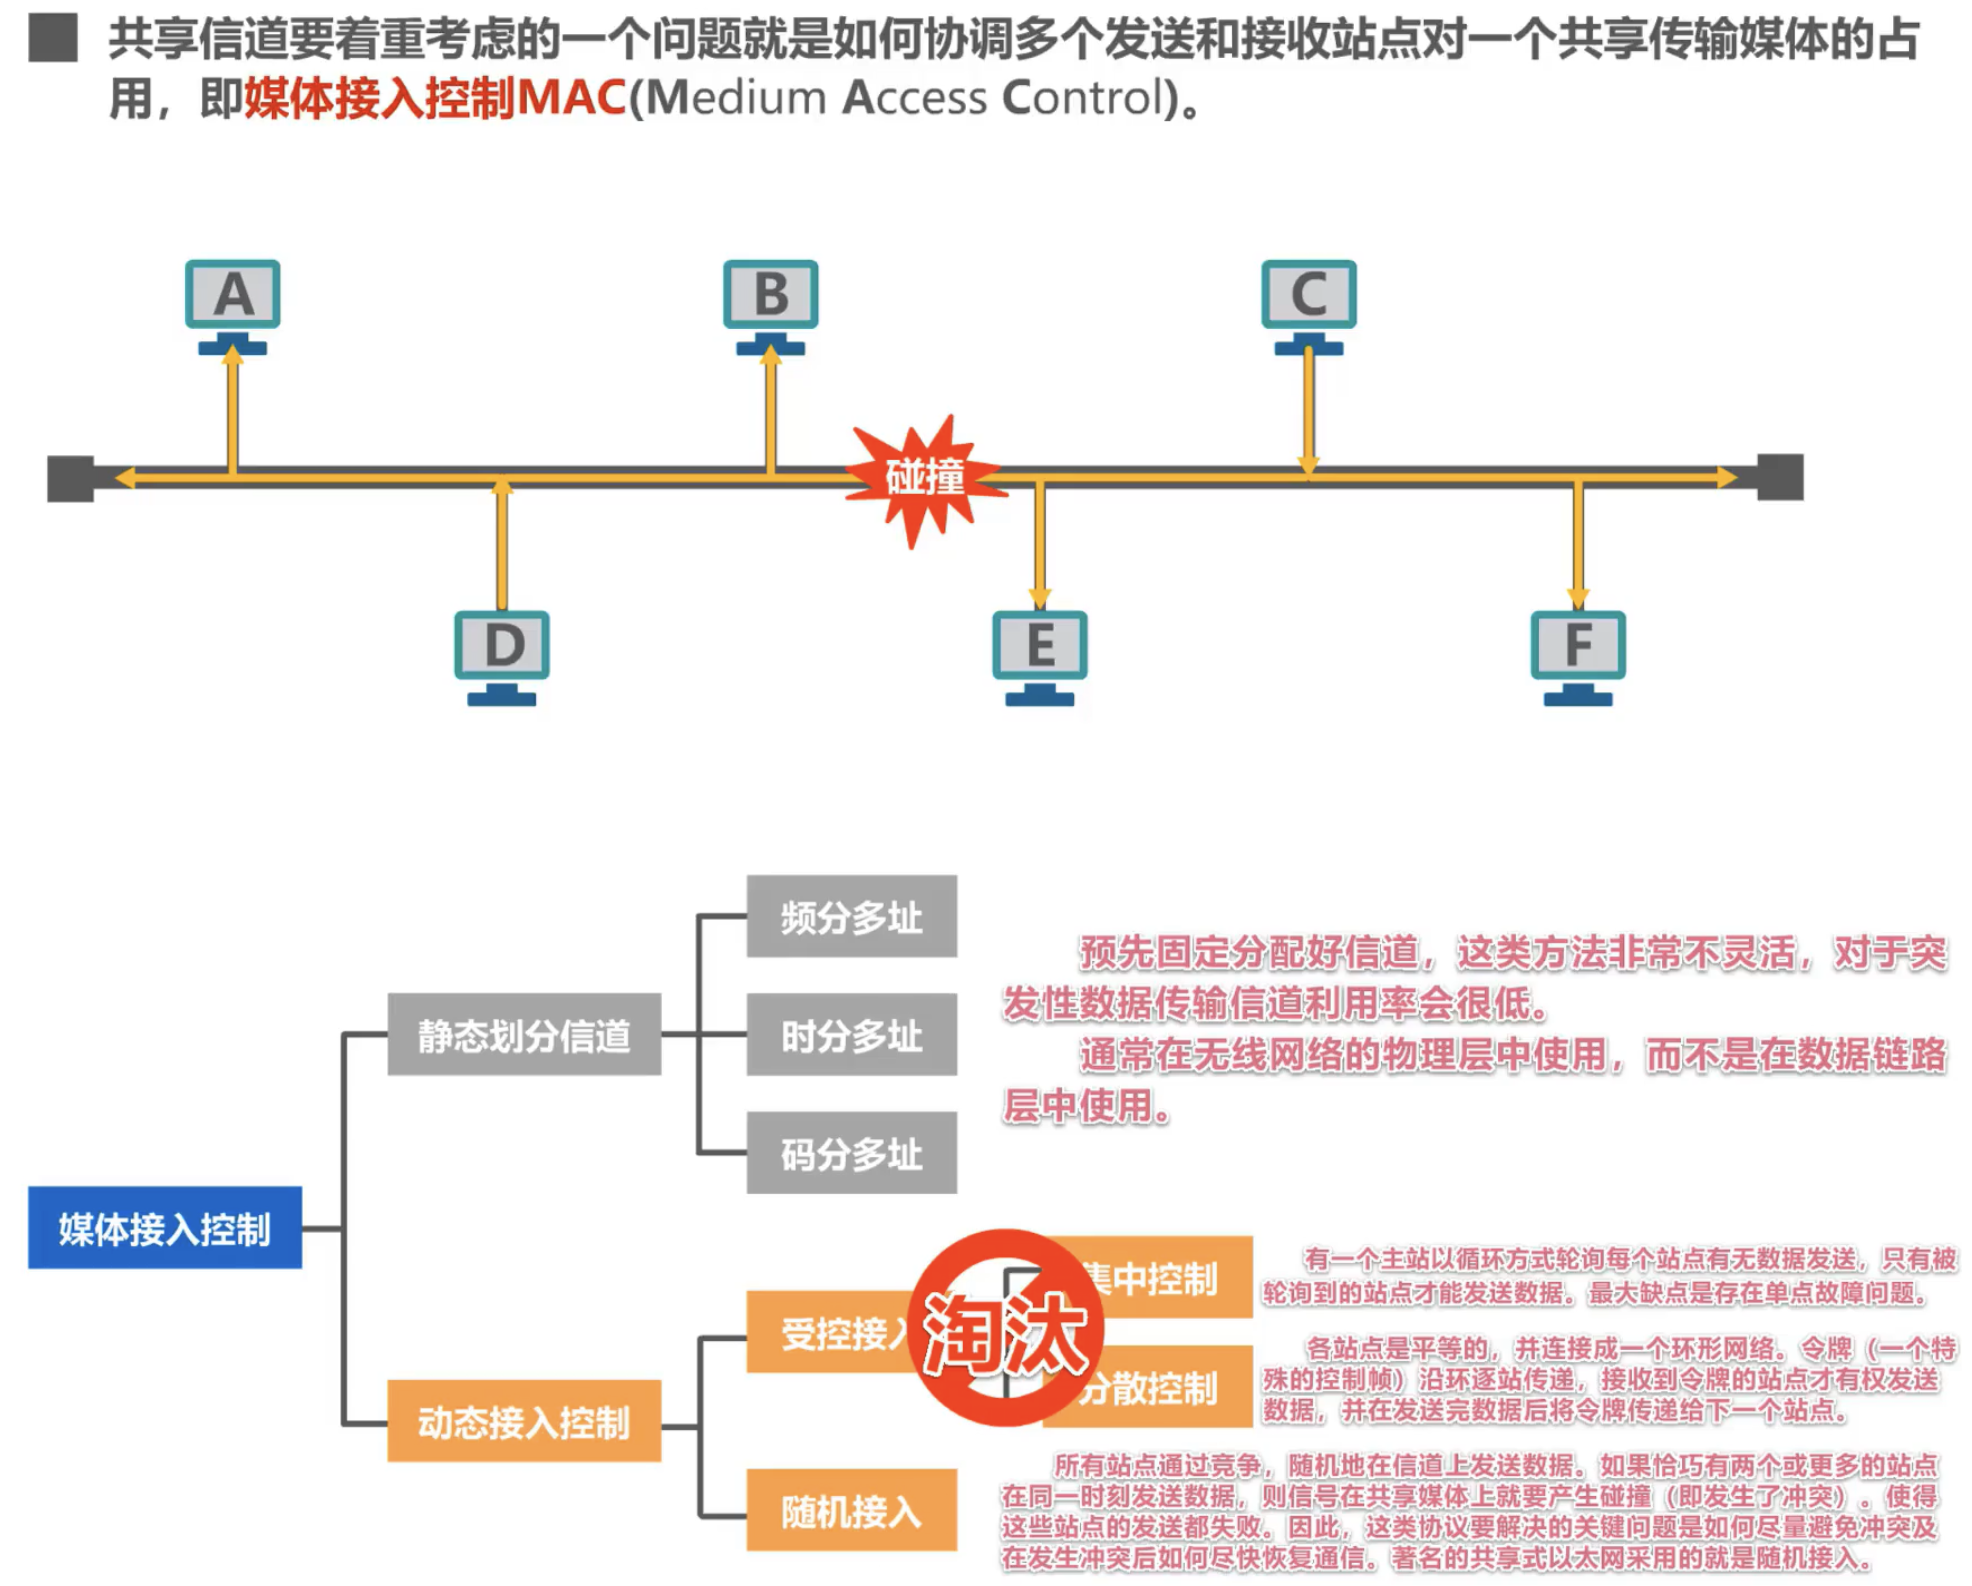 共享信道要着重考虑的一个问题就是如何协调多个发送和接收站点对一个共享传输媒体的占
用，即媒体接入控制MAC(Medium Access Control)。
A
B
C
碰撞
D
E
F
频分多址
预先固定分配好信道，这类方法非常不灵活，对于突
发性数据传输信道利用率会很低。
静态划分信道
时分多址
通常在无线网络的物理层中使用，而不是在数据链路
层中使用。
码分多址
媒体接入控制
集中控制
有一个主站以循环方式轮询每个站点有无数据发送，只有被
轮询到的站点才能发送数据。最大缺点是存在单点故障问题。
受控接入
淘汰
分散控制
各站点是平等的，并连接成一个环形网络。令牌（一个特
殊的控制帧）沿环逐站传递，接收到令牌的站点才有权发送
数据，并在发送完数据后将令牌传递给下一个站点。
动态接入控制
随机接入
所有站点通过竞争，随机地在信道上发送数据。如果恰巧有两个或更多的站点
在同一时刻发送数据，则信号在共享媒体上就要产生碰撞（即发生了冲突）。使得
这些站点的发送都失败。因此，这类协议要解决的关键问题是如何尽量避免冲突及
在发生冲突后如何尽快恢复通信。著名的共享式以太网采用的就是随机接入。